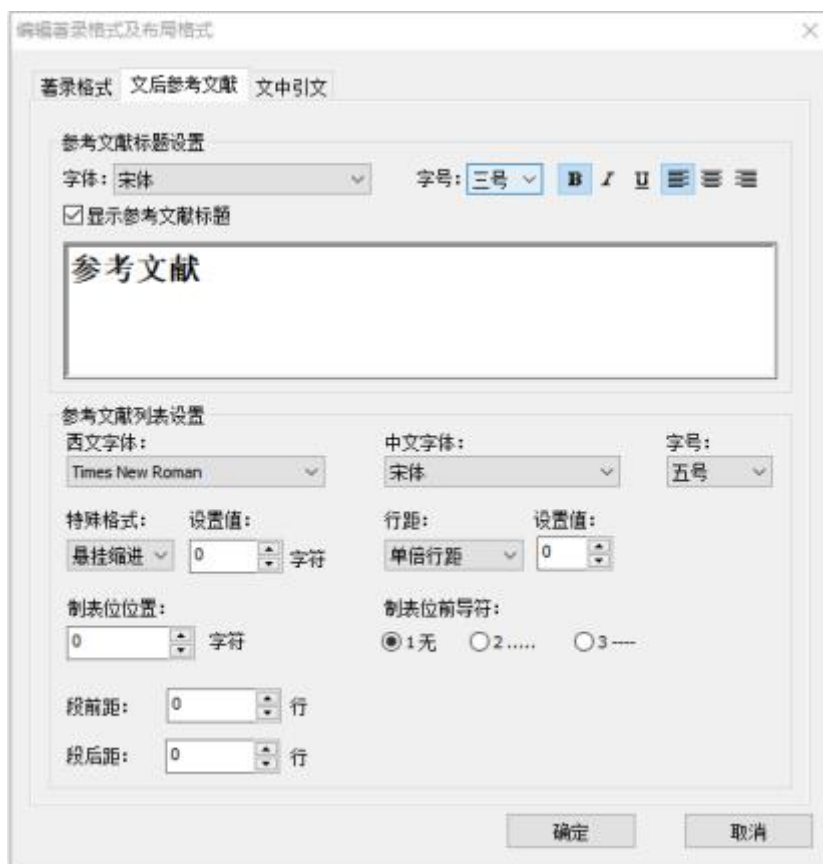 编辑著录格式及布局格式
著录格式 文后参考文献 文中引文
参考文献标题设置
字体: 宋体 字号: 三号 B I U
显示参考文献标题
参考文献
参考文献列表设置
西文字体: 中文字体: 字号:
Times New Roman 宋体 五号
特殊格式: 设置值: 行距: 设置值:
悬挂缩进 0 字符 单倍行距 0
制表位位置: 制表位前导符:
0 字符 1无 2..... 3----
段前距: 0 行
段后距: 0 行
确定 取消